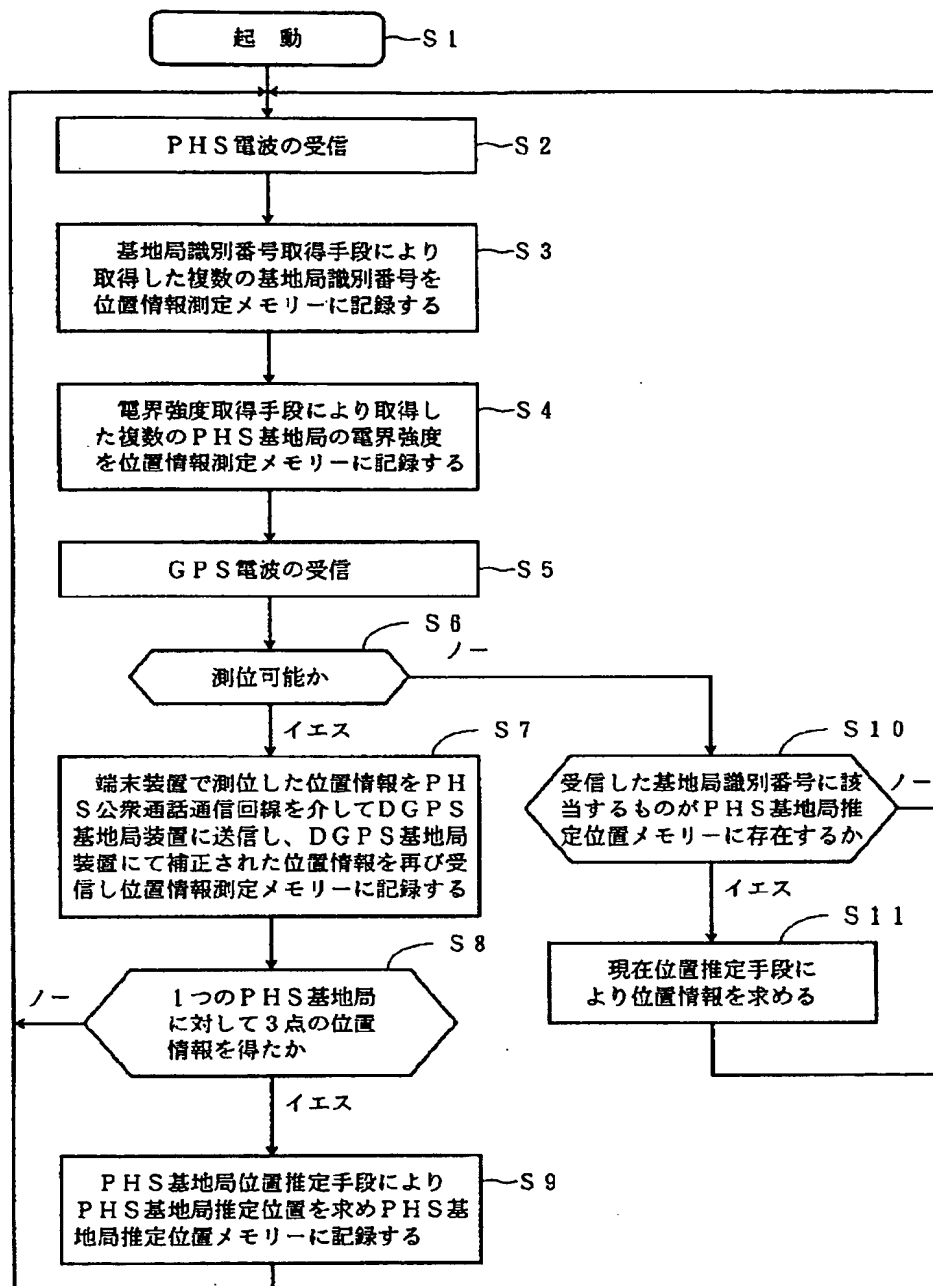 起 動
S1
PHS電波の受信
S2
基地局識別番号取得手段により
取得した複数の基地局識別番号を
位置情報測定メモリーに記録する
S3
電界強度取得手段により取得し
た複数のPHS基地局の電界強度
を位置情報測定メモリーに記録する
S4
GPS電波の受信
S5
S6
測位可能か
ノー
イエス
S7
端末装置で測位した位置情報をPH
S公衆通話通信回線を介してDGPS
基地局装置に送信し、DGPS基地局
装置にて補正された位置情報を再び受
信し位置情報測定メモリーに記録する
S8
1つのPHS基地局
に対して3点の位置
情報を得たか
ノー
イエス
PHS基地局位置推定手段により
PHS基地局推定位置を求めPHS基
地局推定位置メモリーに記録する
S9
S10
受信した基地局識別番号に該
当するものがPHS基地局推
定位置メモリーに存在するか
ノー
イエス
S11
現在位置推定手段に
より位置情報を求める